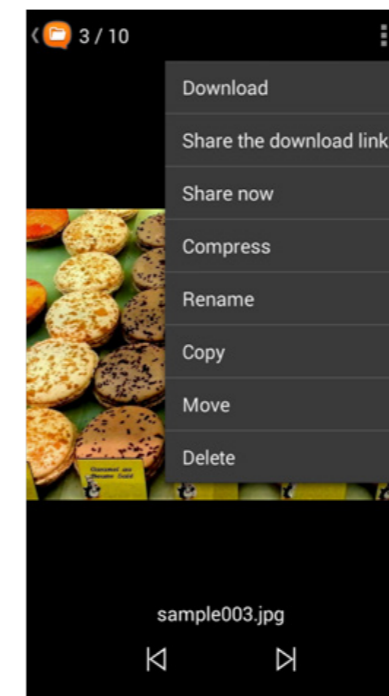 3 / 10
Download
Share the download link
Share now
Compress
Rename
Copy
Move
Delete
sample003.jpg